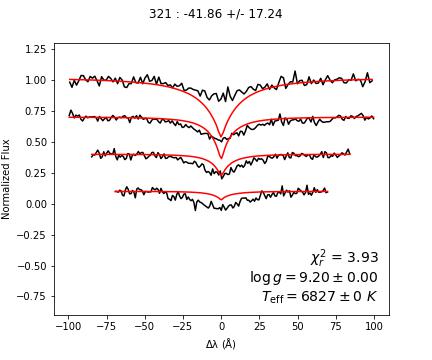 321 : -41.86 +/- 17.24
Normalized Flux
1.25
1.00
0.75
0.50
0.25
0.00
−0.25
−0.50
−0.75
χ²ᵣ = 3.93
log g = 9.20 ± 0.00
T_eff = 6827 ± 0 K
−100 −75 −50 −25 0 25 50 75 100
Δλ (Å)